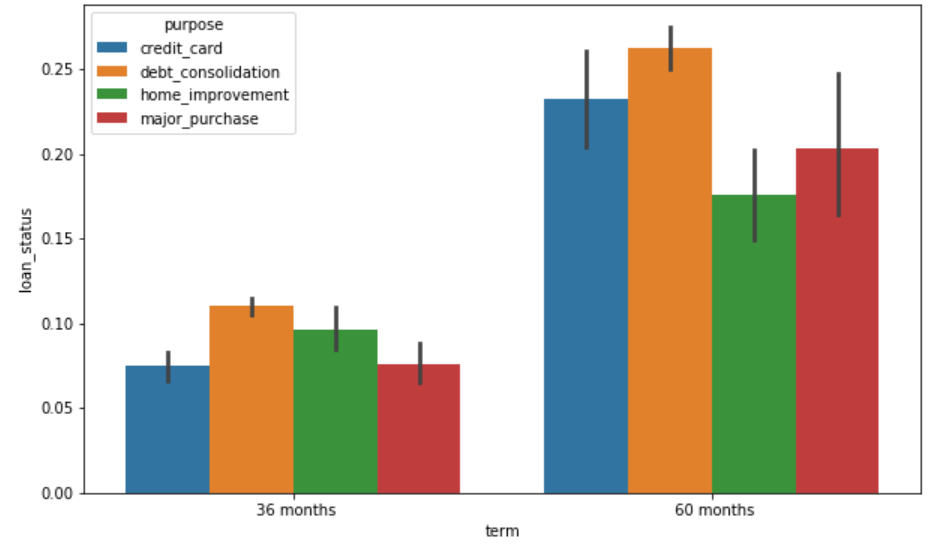 purpose
credit_card
debt_consolidation
home_improvement
major_purchase
loan_status
0.25
0.20
0.15
0.10
0.05
0.00
36 months
60 months
term